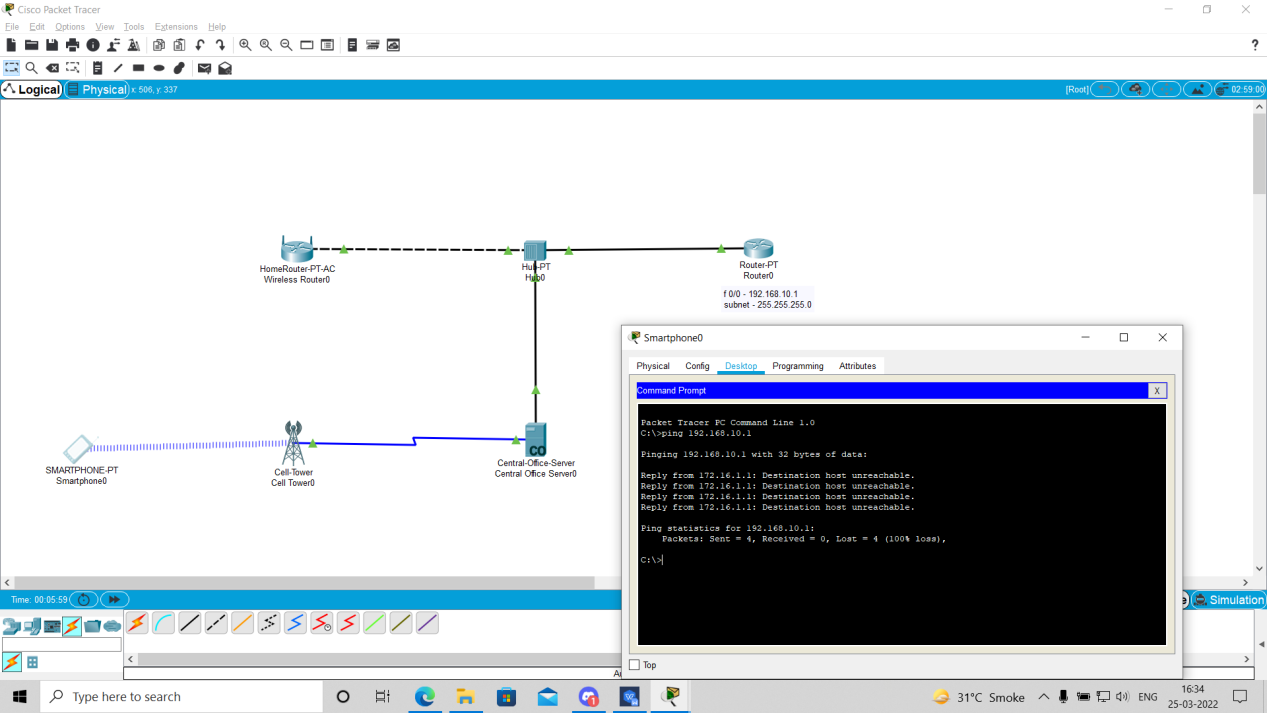 Cisco Packet Tracer
File Edit Options View Tools Extensions Help
?
Logical Physical x: 506, y: 337 [Root] 02:59:00
HomeRouter-PT-AC
Wireless Router0
Hub-PT
Hub0
Router-PT
Router0
f 0/0 - 192.168.10.1
subnet - 255.255.255.0
SMARTPHONE-PT
Smartphone0
Cell-Tower
Cell Tower0
CO
Central-Office-Server
Central Office Server0
Smartphone0
Physical Config Desktop Programming Attributes
Command Prompt X
Packet Tracer PC Command Line 1.0
C:\>ping 192.168.10.1
Pinging 192.168.10.1 with 32 bytes of data:
Reply from 172.16.1.1: Destination host unreachable.
Reply from 172.16.1.1: Destination host unreachable.
Reply from 172.16.1.1: Destination host unreachable.
Reply from 172.16.1.1: Destination host unreachable.
Ping statistics for 192.168.10.1:
Packets: Sent = 4, Received = 0, Lost = 4 (100% loss),
C:\>
Top
Time: 00:05:59
Simulation
Type here to search
31°C Smoke
ENG
16:34
25-03-2022